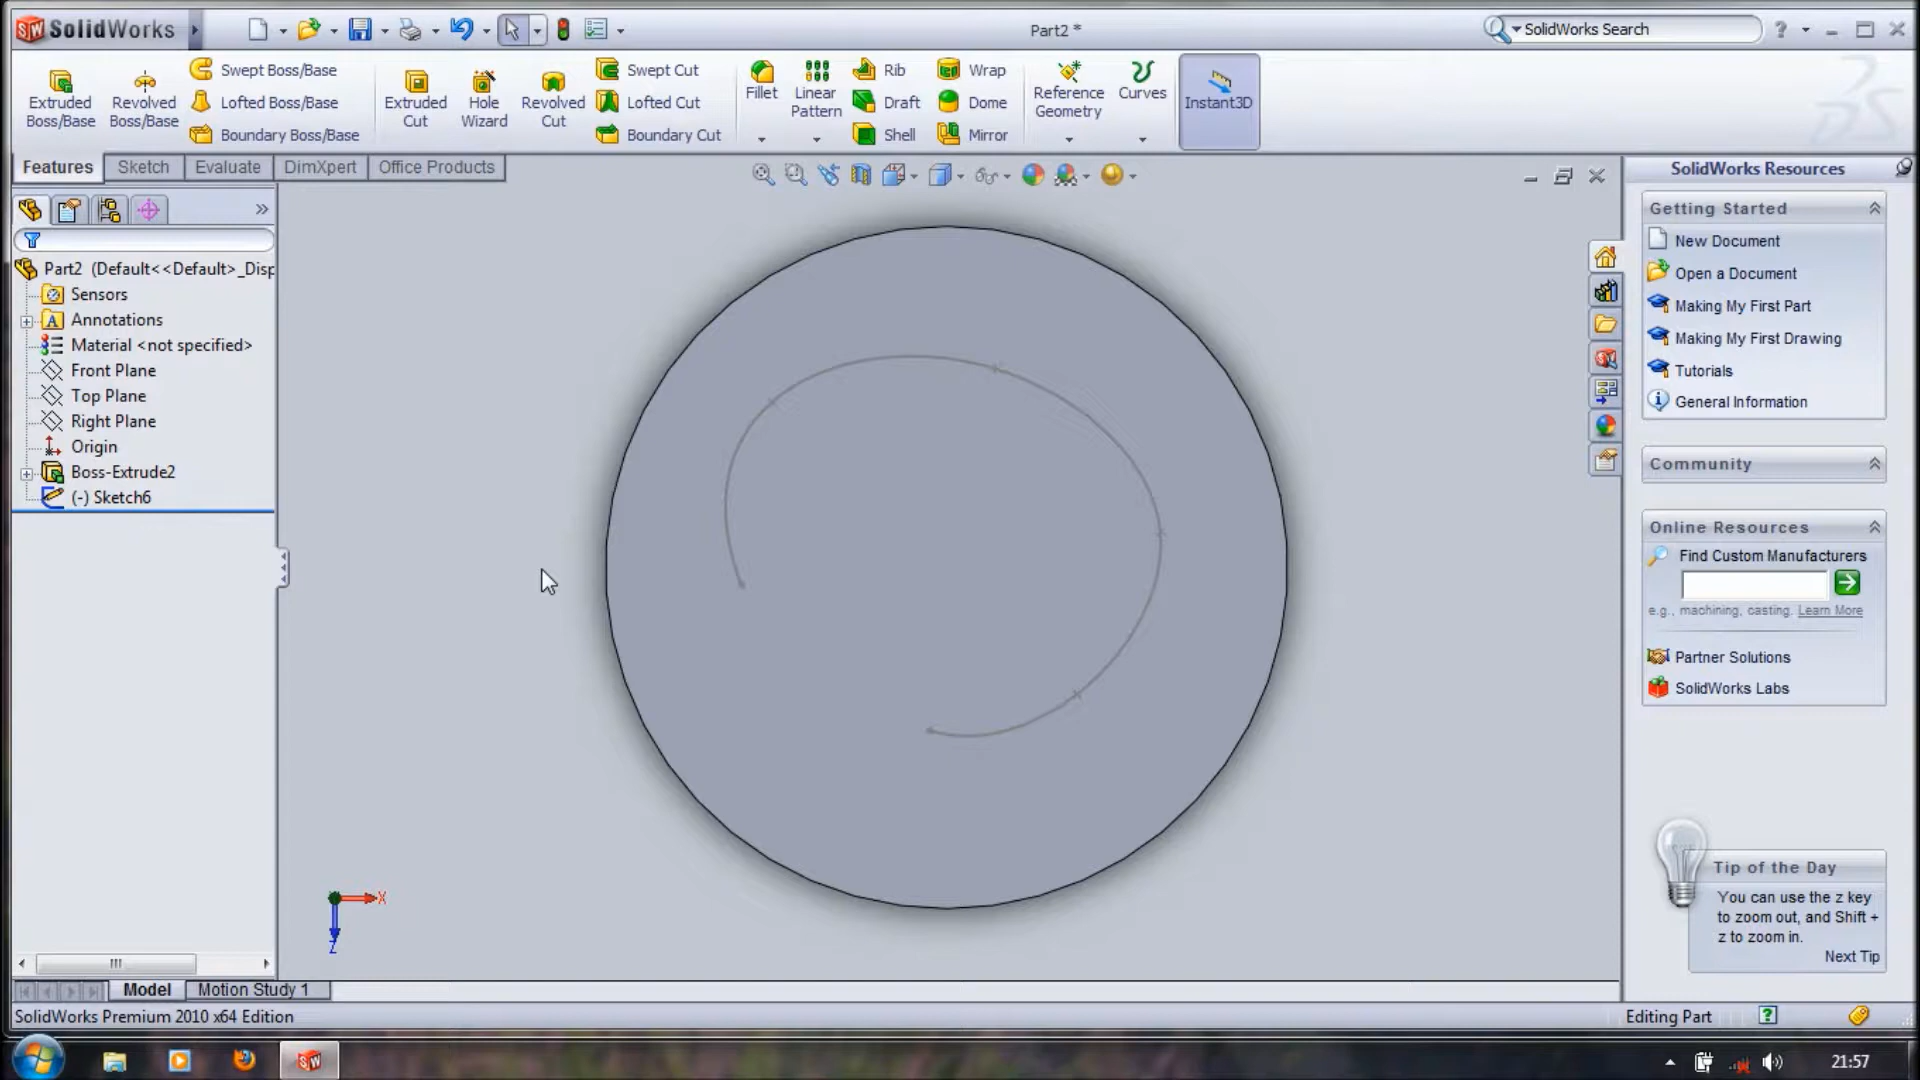 SolidWorks
Part2 *
SolidWorks Search
Extruded Boss/Base
Revolved Boss/Base
Swept Boss/Base
Lofted Boss/Base
Boundary Boss/Base
Extruded Cut
Hole Wizard
Revolved Cut
Swept Cut
Lofted Cut
Boundary Cut
Fillet
Linear Pattern
Rib
Draft
Shell
Wrap
Dome
Mirror
Reference Geometry
Curves
Instant3D
Features
Sketch
Evaluate
DimXpert
Office Products
Part2 (Default<<Default>_Disp
Sensors
Annotations
Material <not specified>
Front Plane
Top Plane
Right Plane
Origin
Boss-Extrude2
(-) Sketch6
X
Z
SolidWorks Resources
Getting Started
New Document
Open a Document
Making My First Part
Making My First Drawing
Tutorials
General Information
Community
Online Resources
Find Custom Manufacturers
e.g., machining, casting. Learn More
Partner Solutions
SolidWorks Labs
Tip of the Day
You can use the z key
to zoom out, and Shift +
z to zoom in.
Next Tip
Model
Motion Study 1
SolidWorks Premium 2010 x64 Edition
Editing Part
21:57